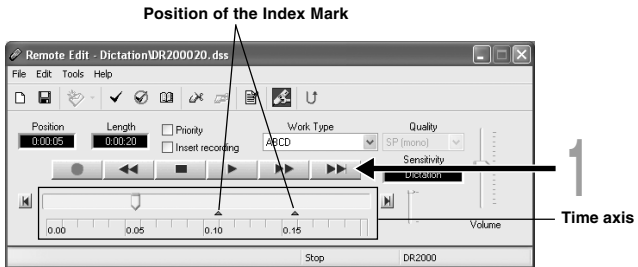 Position of the Index Mark
Remote Edit - Dictation\DR200020.dss
File Edit Tools Help
Position Length Priority Work Type Quality
0:00:05 0:00:20 Insert recording ABCD SP (mono)
Sensitivity
Dictation
1
0.00 0.05 0.10 0.15
Volume
Time axis
Stop DR2000